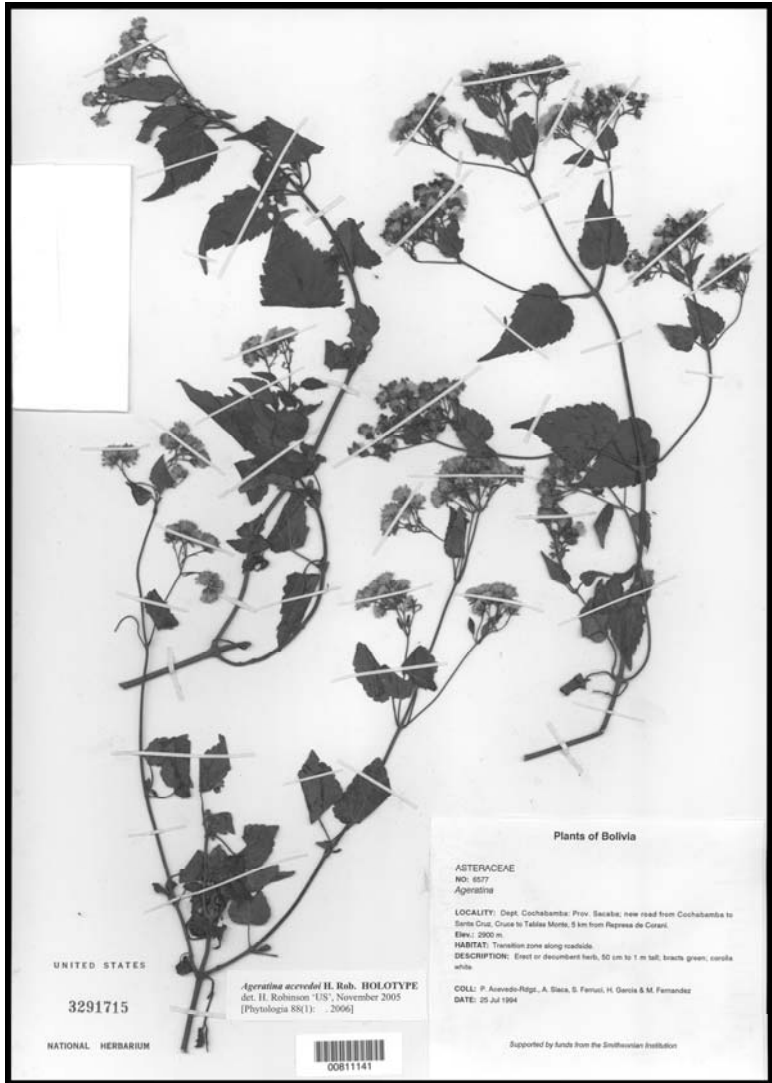 Plants of Bolivia
ASTERACEAE
NO: 6577
Ageratina
LOCALITY: Dept. Cochabamba: Prov. Sacaba; new road from Cochabamba to
Santa Cruz, Cruce to Tablas Monte, 5 km from Represa de Corani.
Elev.: 2900 m.
HABITAT: Transition zone along roadside.
DESCRIPTION: Erect or decumbent herb, 50 cm to 1 m tall; bracts green; corolla
white.
COLL: P. Acevedo-Rdgz., A. Siaca, S. Ferruci, H. Garcia & M. Fernandez
DATE: 25 Jul 1994
Supported by funds from the Smithsonian Institution
UNITED STATES
3291715
NATIONAL HERBARIUM
Ageratina acevedoi H. Rob. HOLOTYPE
det. H. Robinson 'US', November 2005
[Phytologia 88(1): . 2006]
00811141